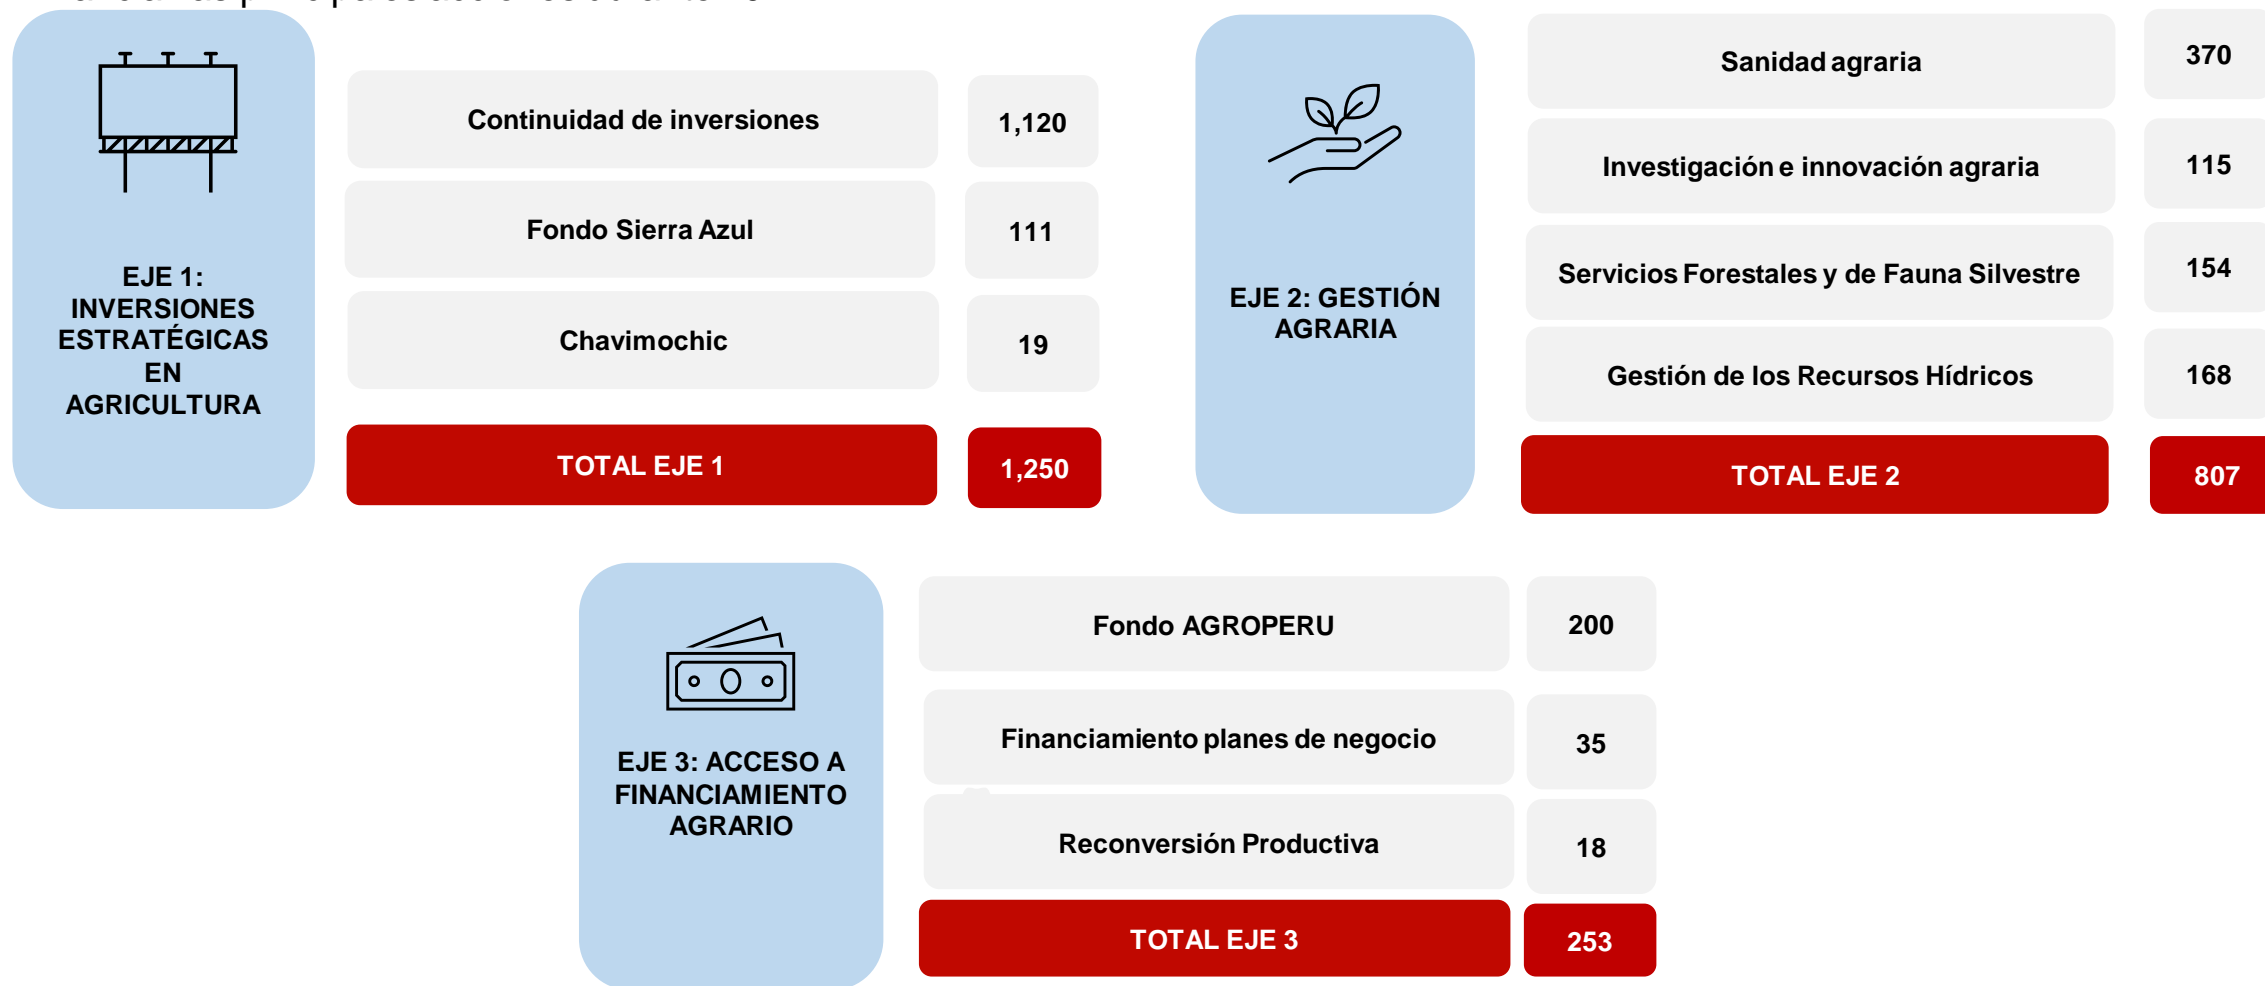 EJE 1:
INVERSIONES
ESTRATÉGICAS
EN
AGRICULTURA
Continuidad de inversiones 1,120
Fondo Sierra Azul 111
Chavimochic 19
TOTAL EJE 1 1,250
EJE 2: GESTIÓN
AGRARIA
Sanidad agraria 370
Investigación e innovación agraria 115
Servicios Forestales y de Fauna Silvestre 154
Gestión de los Recursos Hídricos 168
TOTAL EJE 2 807
EJE 3: ACCESO A
FINANCIAMIENTO
AGRARIO
Fondo AGROPERU 200
Financiamiento planes de negocio 35
Reconversión Productiva 18
TOTAL EJE 3 253